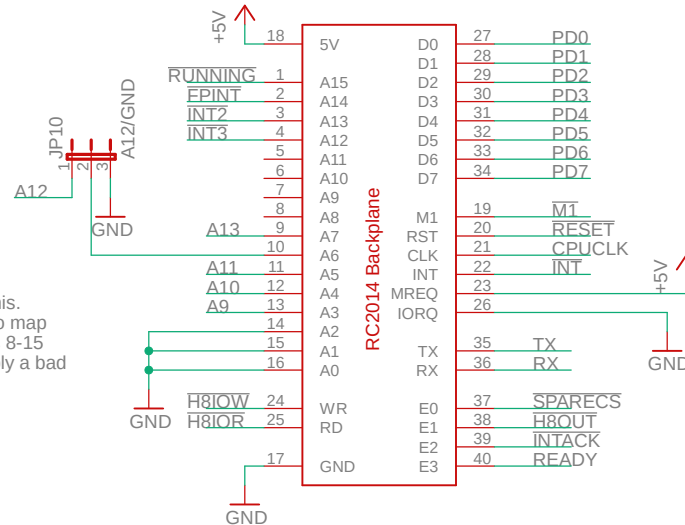 +5V
18 5V D0 27 PD0
D1 28 PD1
RUNNING 1 A15 D2 29 PD2
FPINT 2 A14 D3 30 PD3
INT2 3 A13 D4 31 PD4
INT3 4 A12 D5 32 PD5
5 A11 D6 33 PD6
6 A10 D7 34 PD7
7 A9
8 A8 M1 19 M1
A13 9 A7 RST 20 RESET
10 A6 CLK 21 CPUCLK
A11 11 A5 INT 22 INT
A10 12 A4 MREQ 23
A9 13 A3 IORQ 26
14 A2
15 A1 TX 35 TX
16 A0 RX 36 RX
H8IOW 24 WR E0 37 SPARECS
H8IOR 25 RD E1 38 H8OUT
E2 39 INTACK
17 GND E3 40 READY
RC2014 Backplane
JP10
1 2 3
A12/GND
A12
GND
map
8-15
a bad
GND
GND
+5V
GND